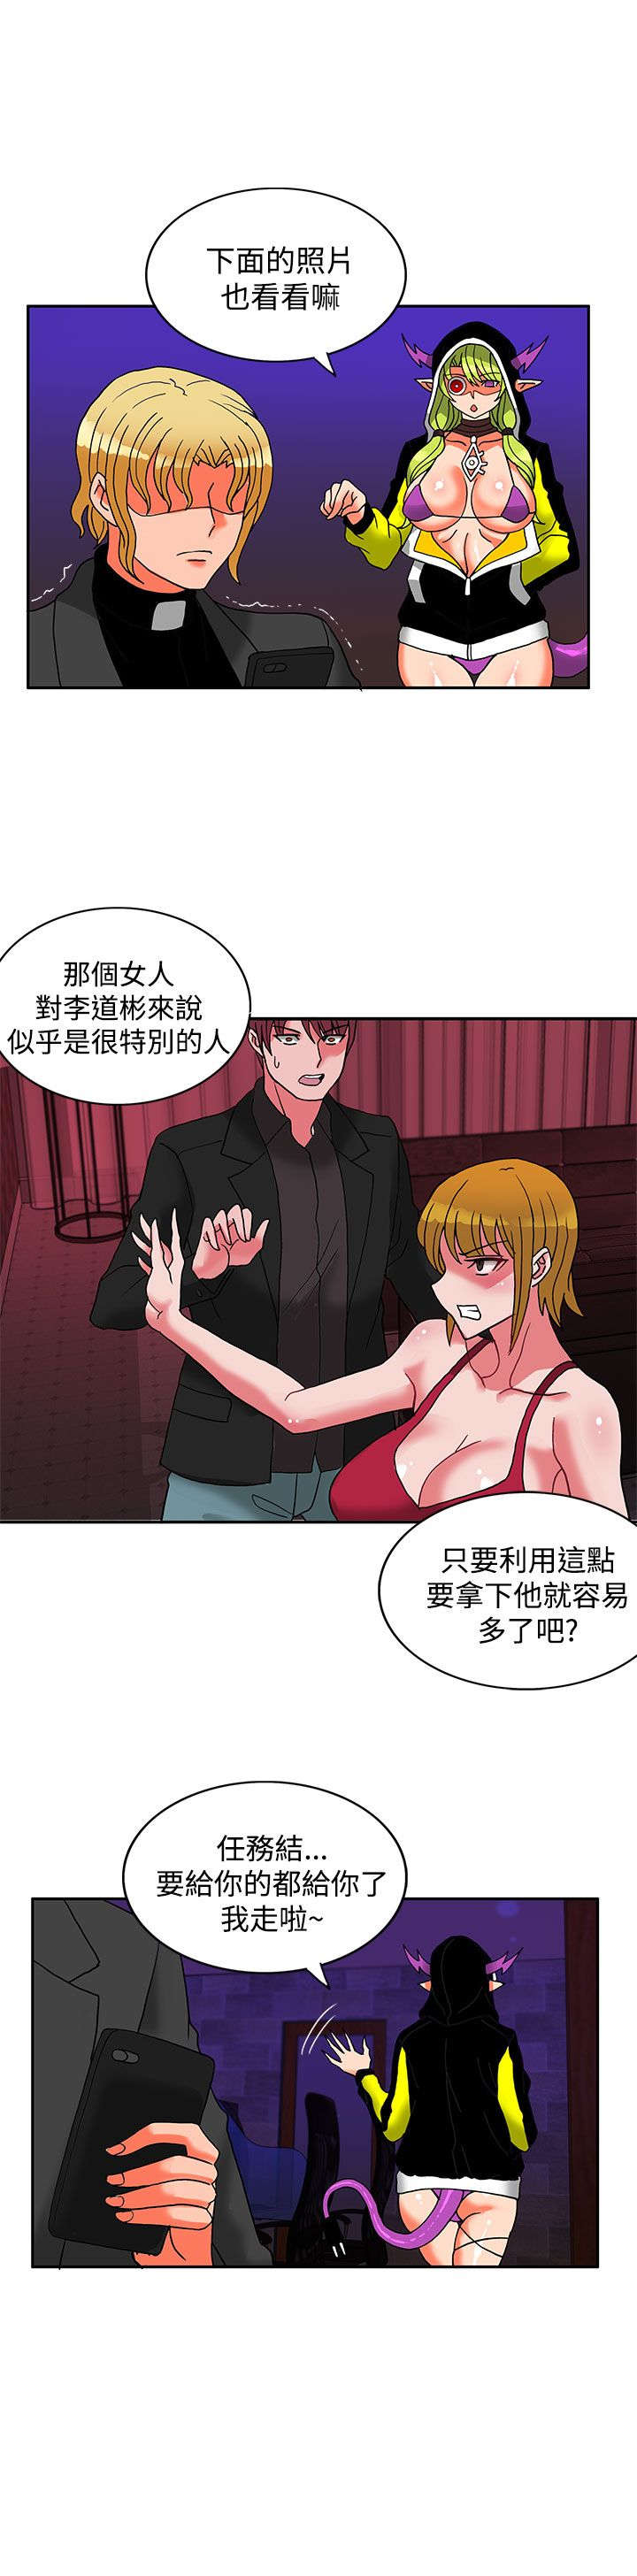 下面的照片
也看看嘛
那個女人
對李道彬來說
似乎是很特別的人
只要利用這點
要拿下他就容易
多了吧?
任務結...
要給你的都給你了
我走啦~